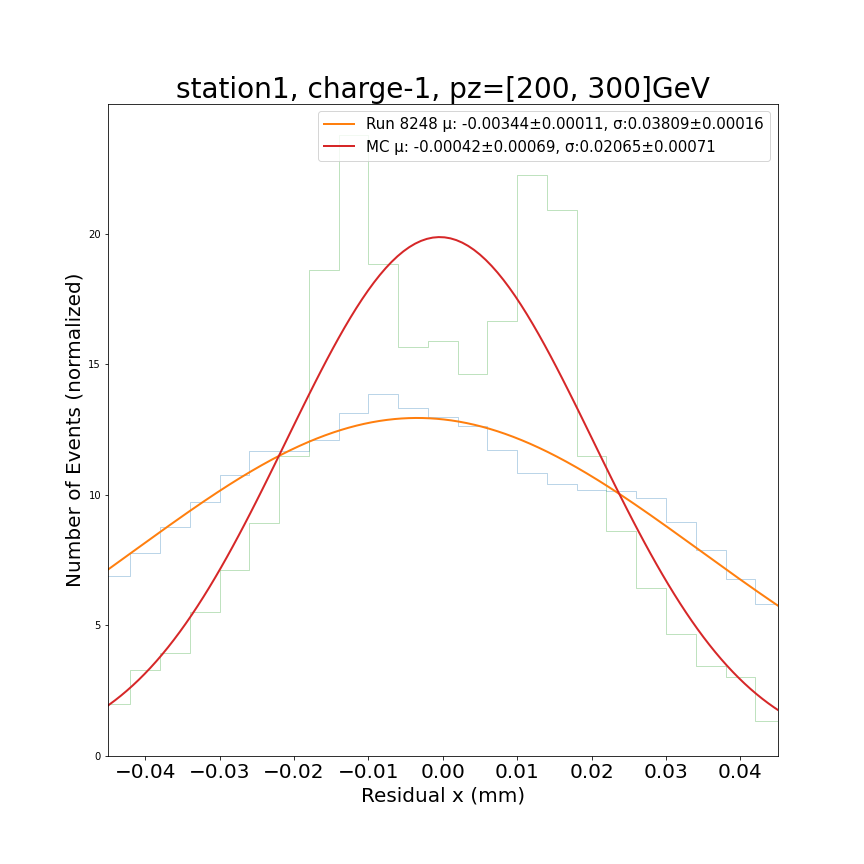 station1, charge-1, pz=[200, 300]GeV
Run 8248 μ: -0.00344±0.00011, σ:0.03809±0.00016
MC μ: -0.00042±0.00069, σ:0.02065±0.00071
Number of Events (normalized)
20
15
10
5
0
−0.04 −0.03 −0.02 −0.01 0.00 0.01 0.02 0.03 0.04
Residual x (mm)